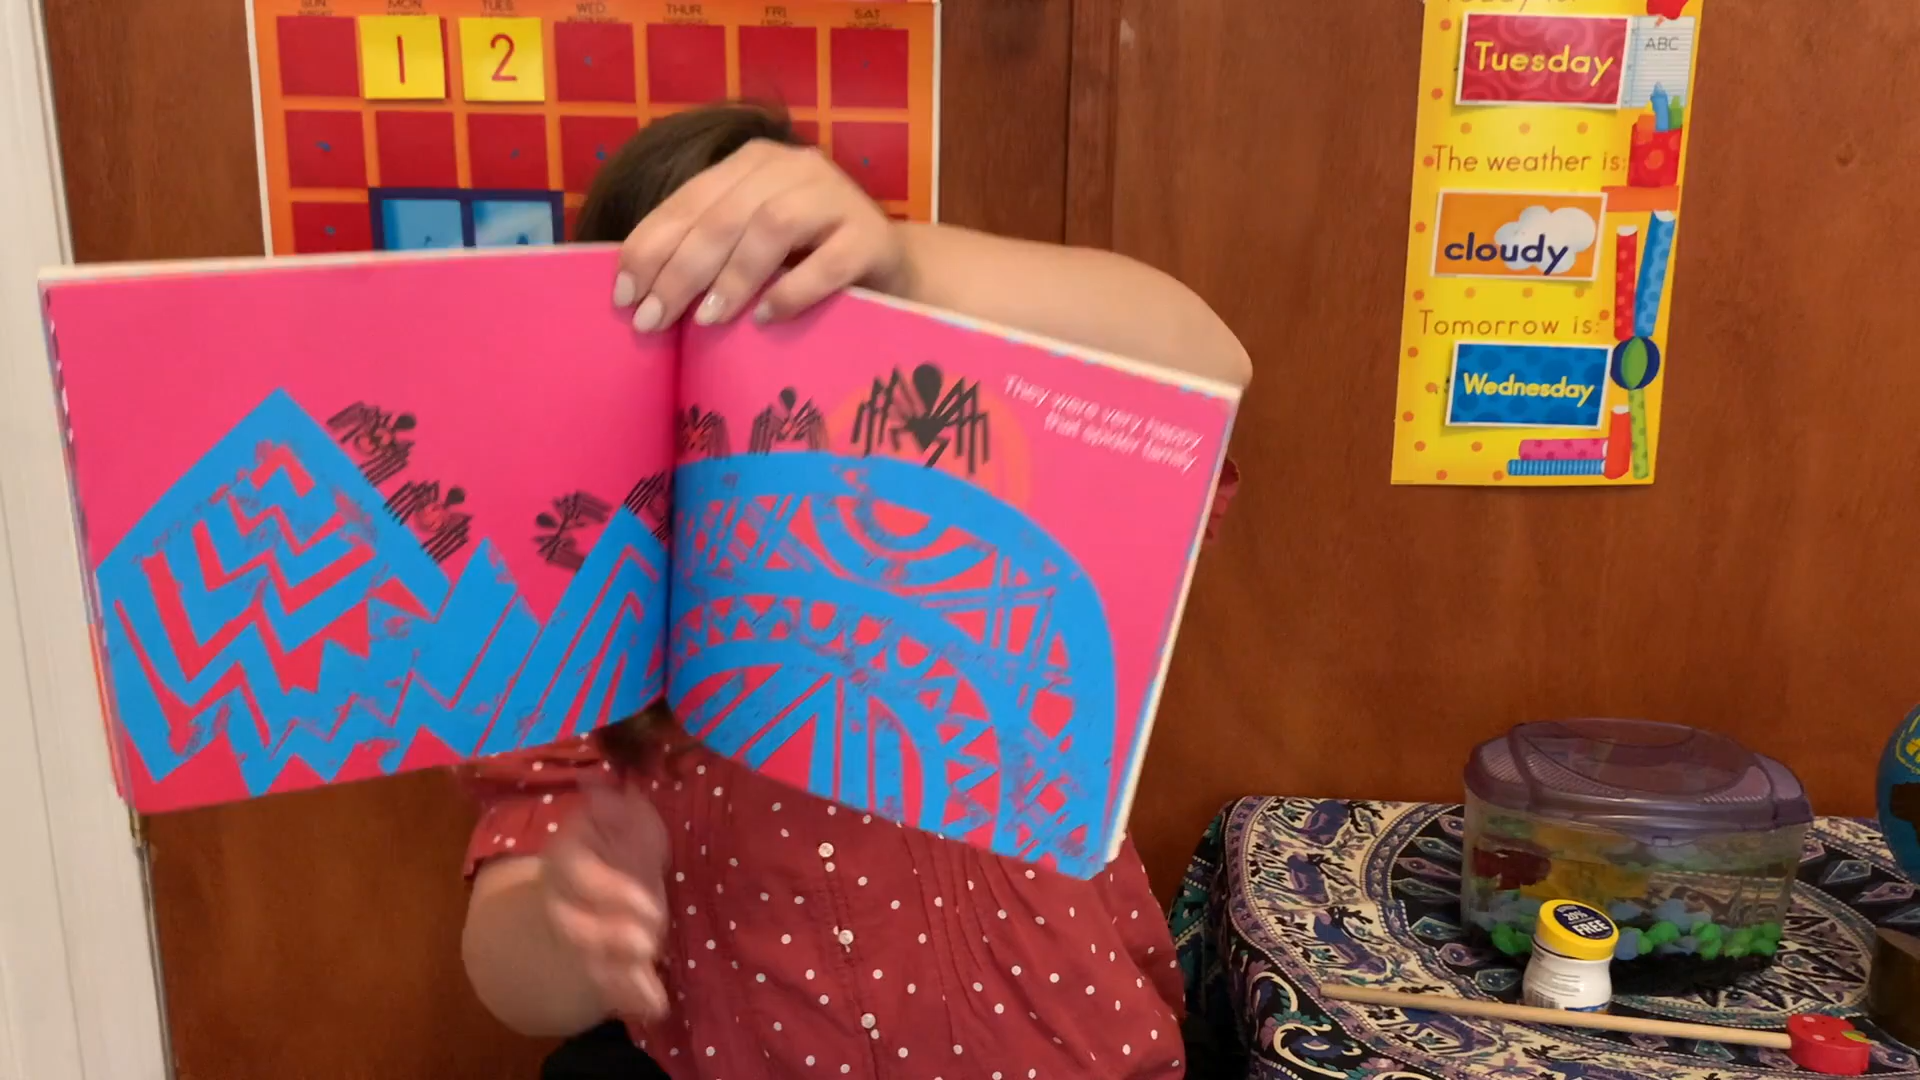 SUN MON TUES WED THUR FRI SAT
1 2
Tuesday
ABC
The weather is:
cloudy
Tomorrow is:
Wednesday
They were very happy
that spider family
20%
FREE